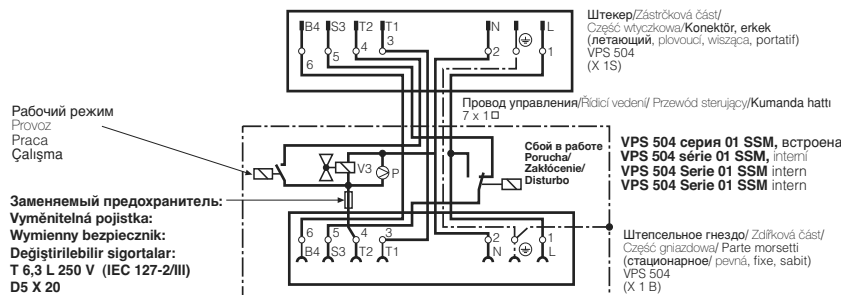 B4 S3 T2 T1 N L
6 5 4 3 2 1
Штекер/Zástrčková část/
Część wtyczkowa/Konektör, erkek
(летающий, plovoucí, wisząca, portatif)
VPS 504
(X 1S)
Провод управления/Řídicí vedení/ Przewód sterujący/Kumanda hattı
7 x 1
Рабочий режим
Provoz
Praca
Çalışma
V3
P
Сбой в работе
Porucha/
Zakłócenie/
Disturbo
VPS 504 серия 01 SSM, встроена
VPS 504 série 01 SSM, interní
VPS 504 Serie 01 SSM intern
VPS 504 Serie 01 SSM intern
Заменяемый предохранитель:
Vyměnitelná pojistka:
Wymienny bezpiecznik:
Değiştirilebilir sigortalar:
T 6,3 L 250 V (IEC 127-2/III)
D5 X 20
6 5 4 3 2 1
B4 S3 T2 T1 N L
Штепсельное гнездо/ Zdířková část/
Część gniazdowa/ Parte morsetti
(стационарное/ pevná, fixe, sabit)
VPS 504
(X 1 B)